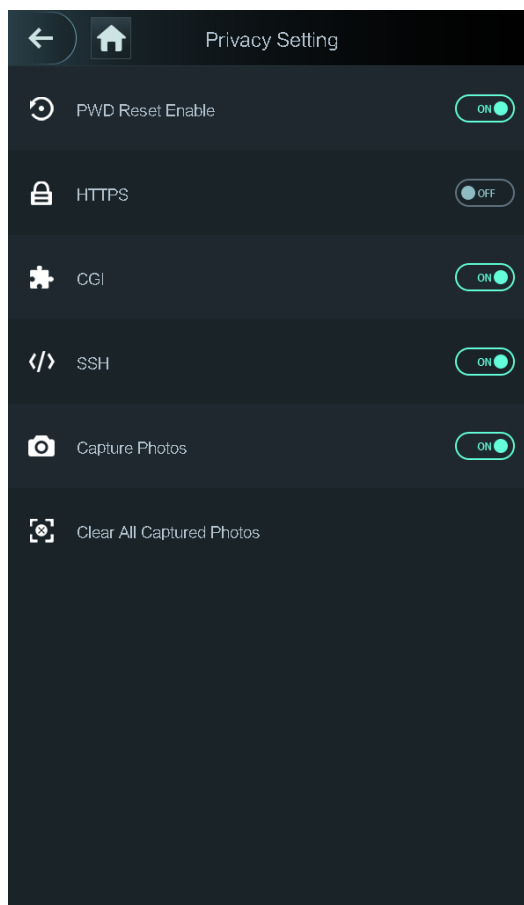 Privacy Setting
PWD Reset Enable
ON
HTTPS
OFF
CGI
ON
SSH
ON
Capture Photos
ON
Clear All Captured Photos